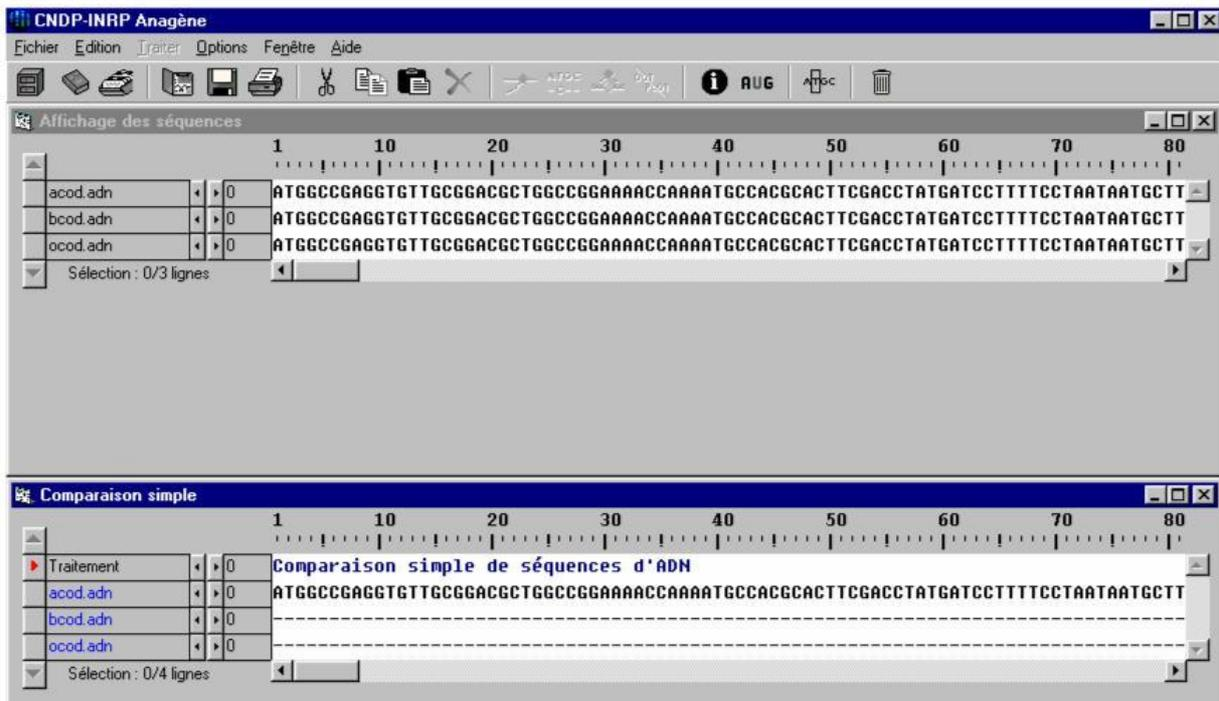 CNDP-INRP Anagène
Fichier Edition Traiter Options Fenêtre Aide
AUG
Affichage des séquences
1 10 20 30 40 50 60 70 80
acod.adn 0 ATGGCCGAGGTGTTGCGGACGCTGGCCGGAAAACCAAAATGCCACGCACTTCGACCTATGATCCTTTTCCTAATAATGCTT
bcod.adn 0 ATGGCCGAGGTGTTGCGGACGCTGGCCGGAAAACCAAAATGCCACGCACTTCGACCTATGATCCTTTTCCTAATAATGCTT
ocod.adn 0 ATGGCCGAGGTGTTGCGGACGCTGGCCGGAAAACCAAAATGCCACGCACTTCGACCTATGATCCTTTTCCTAATAATGCTT
Sélection : 0/3 lignes
Comparaison simple
1 10 20 30 40 50 60 70 80
Traitement 0 Comparaison simple de séquences d'ADN
acod.adn 0 ATGGCCGAGGTGTTGCGGACGCTGGCCGGAAAACCAAAATGCCACGCACTTCGACCTATGATCCTTTTCCTAATAATGCTT
bcod.adn 0 ---------------------------------------------------------------------------------
ocod.adn 0 ---------------------------------------------------------------------------------
Sélection : 0/4 lignes